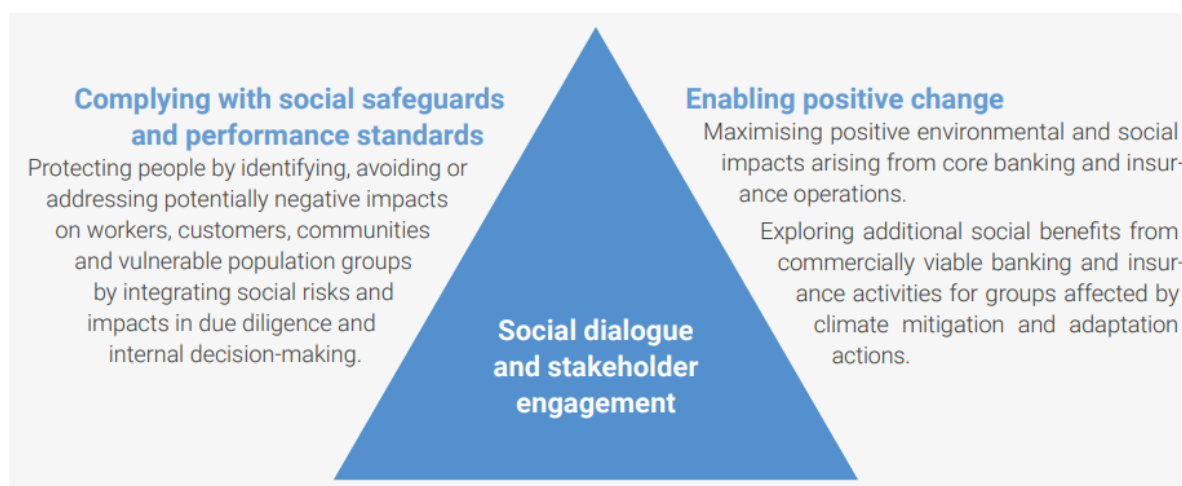 Complying with social safeguards
and performance standards
Protecting people by identifying, avoiding or
addressing potentially negative impacts
on workers, customers, communities
and vulnerable population groups
by integrating social risks and
impacts in due diligence and
internal decision-making.
Enabling positive change
Maximising positive environmental and social
impacts arising from core banking and insur-
ance operations.
Exploring additional social benefits from
commercially viable banking and insur-
ance activities for groups affected by
climate mitigation and adaptation
actions.
Social dialogue
and stakeholder
engagement